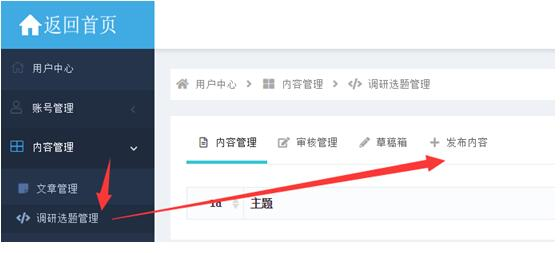 返回首页
用户中心
账号管理
内容管理
文章管理
调研选题管理
用户中心 > 内容管理 > 调研选题管理
内容管理 审核管理 草稿箱 发布内容
Id 主题